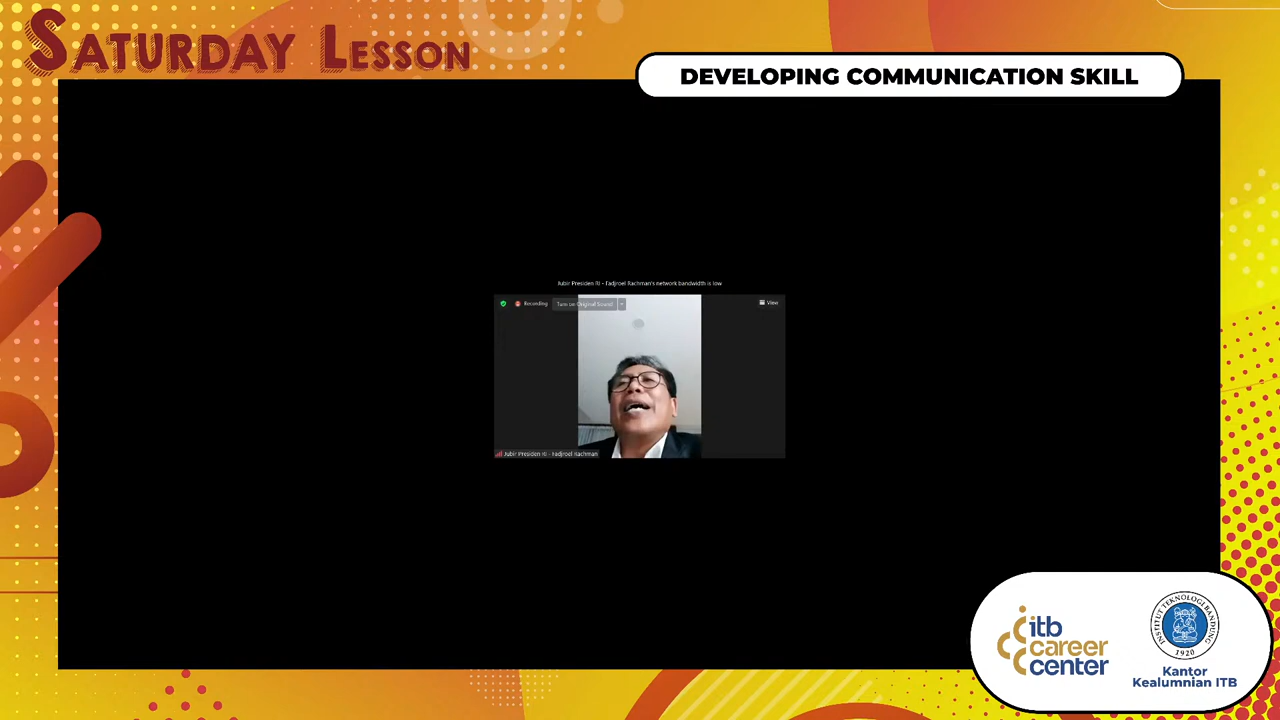 SATURDAY LESSON
DEVELOPING COMMUNICATION SKILL
Jubir Presiden RI - Fadjroel Rachman's network bandwidth is low
Recording
Turn on Original Sound
View
Jubir Presiden RI - Fadjroel Rachman
itb
career
center
INSTITUT TEKNOLOGI BANDUNG
1920
Kantor
Kealumnian ITB